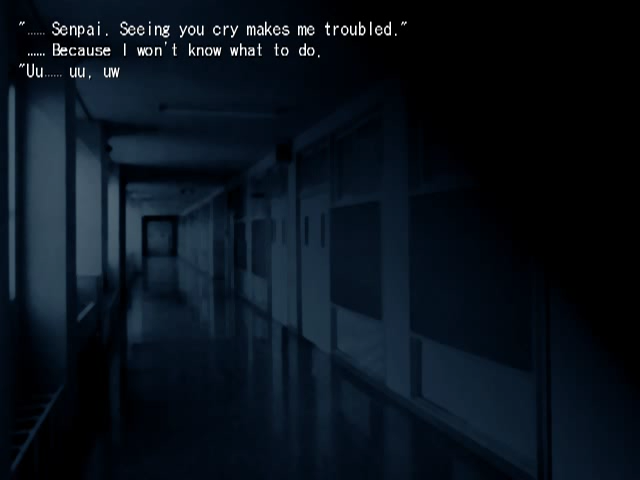 "…… Senpai. Seeing you cry makes me troubled."
…… Because I won't know what to do.
"Uu…… uu, uw